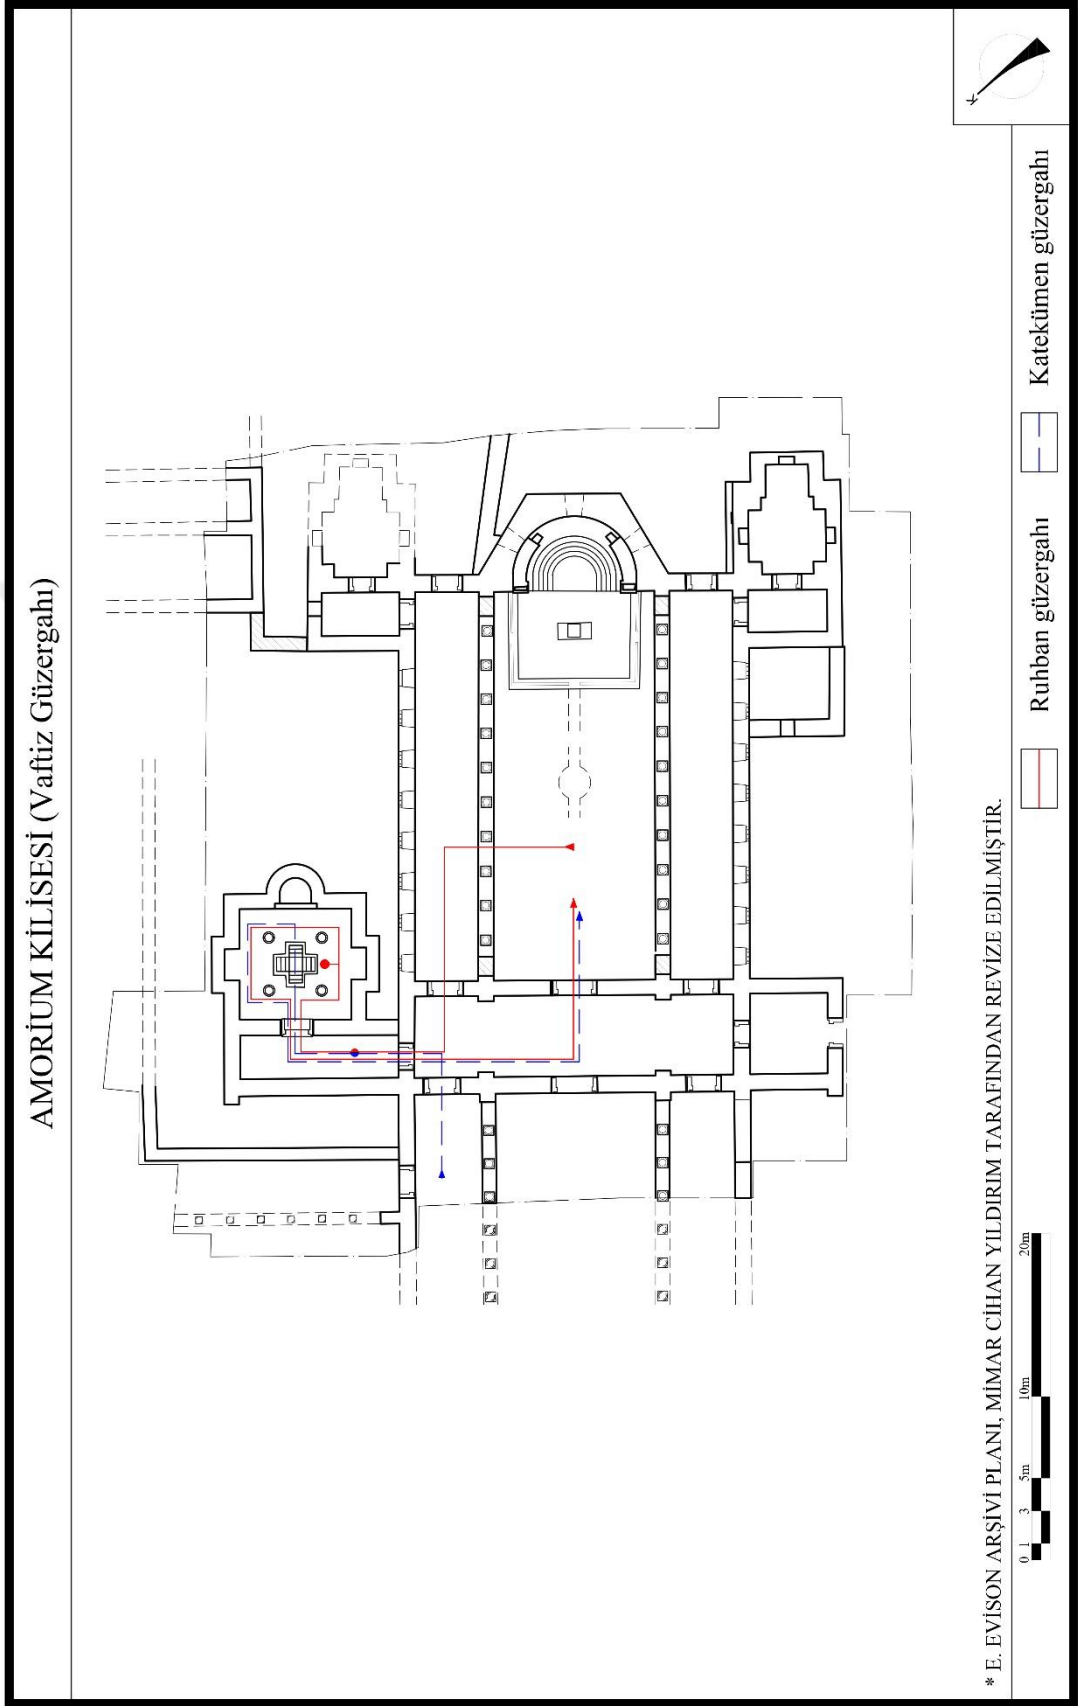 AMORİUM KİLİSESİ (Vaftiz Güzergahı)
K
* E. EVİSON ARŞİVİ PLANI, MİMAR CİHAN YILDIRIM TARAFINDAN REVİZE EDİLMİŞTİR.
0 1 3 5m 10m 20m
Ruhban güzergahı
Katekümen güzergahı